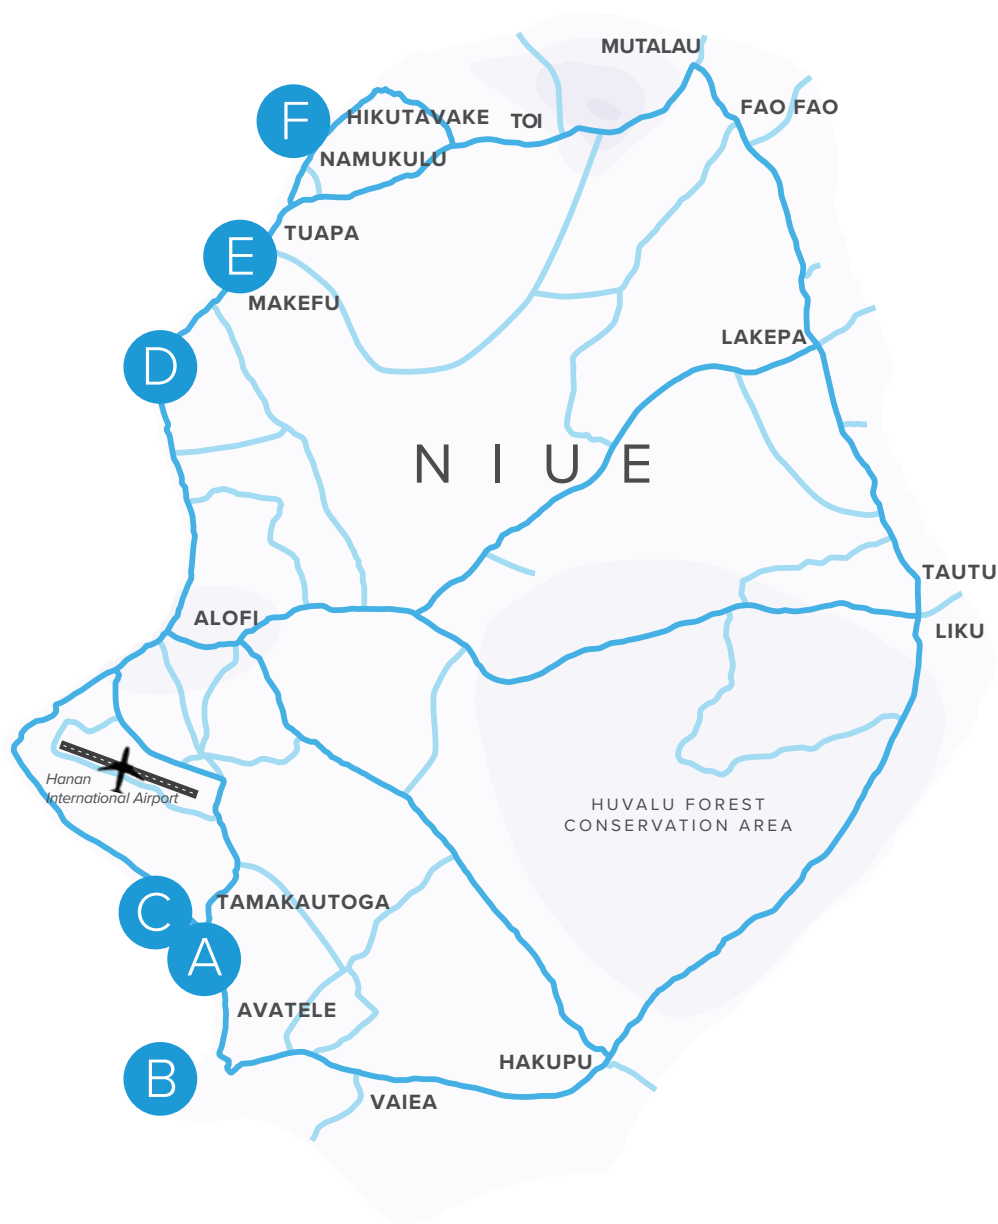 MUTALAU
FAO FAO
F
HIKUTAVAKE
TOI
NAMUKULU
TUAPA
E
MAKEFU
LAKEPA
D
NIUE
TAUTU
ALOFI
LIKU
Hanan
International Airport
HUVALU FOREST
CONSERVATION AREA
TAMAKAUTOGA
C
A
AVATELE
HAKUPU
B
VAIEA